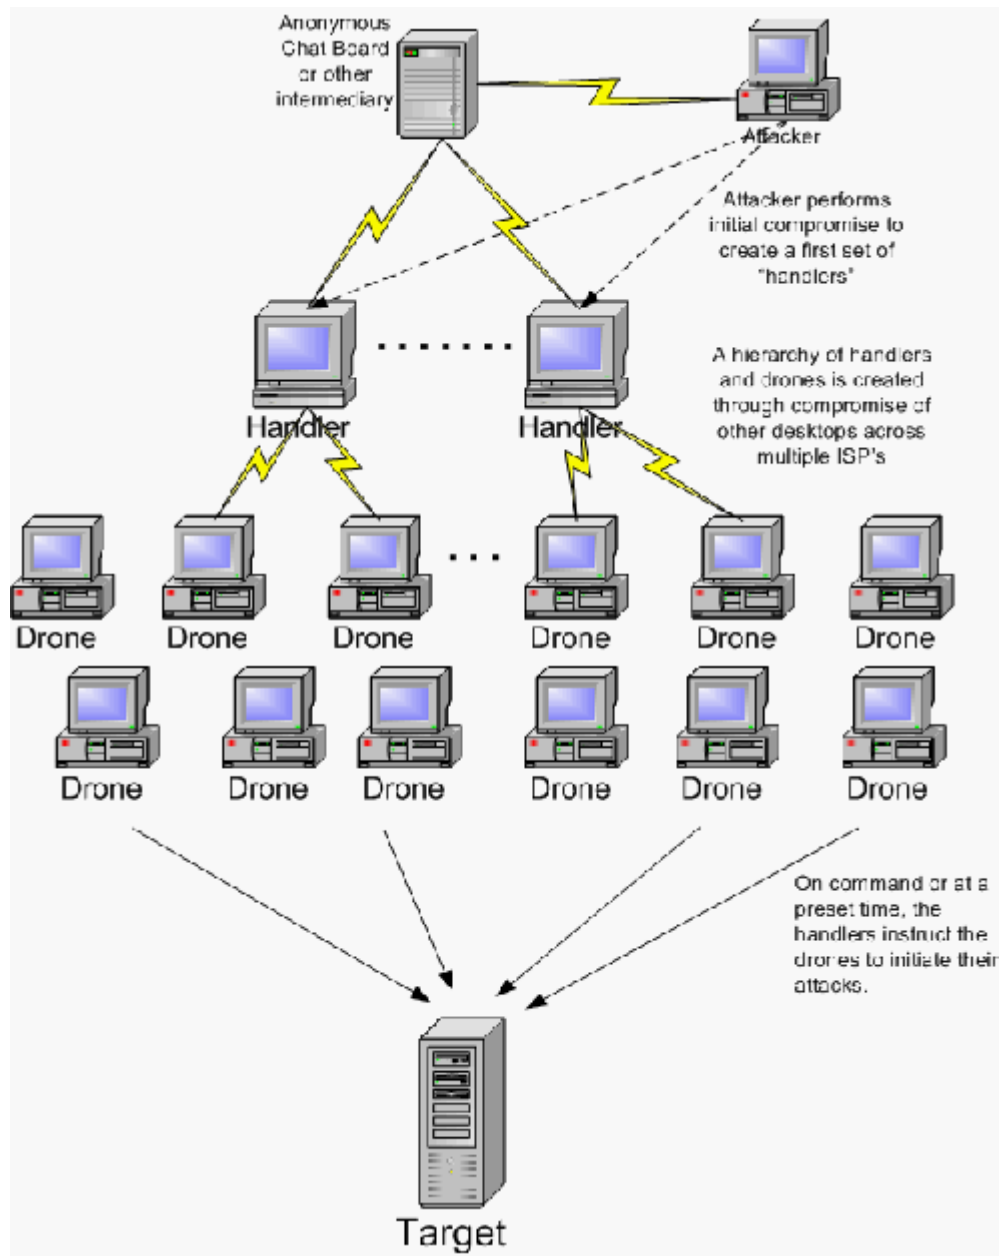 Anonymous
Chat Board
or other
intermediary
Attacker
Attacker performs
initial compromise to
create a first set of
"handlers"
Handler
Handler
A hierarchy of handlers
and drones is created
through compromise of
other desktops across
multiple ISP's
Drone
Drone
Drone
Drone
Drone
Drone
Drone
Drone
Drone
Drone
Drone
Drone
On command or at a
preset time, the
handlers instruct the
drones to initiate their
attacks.
Target